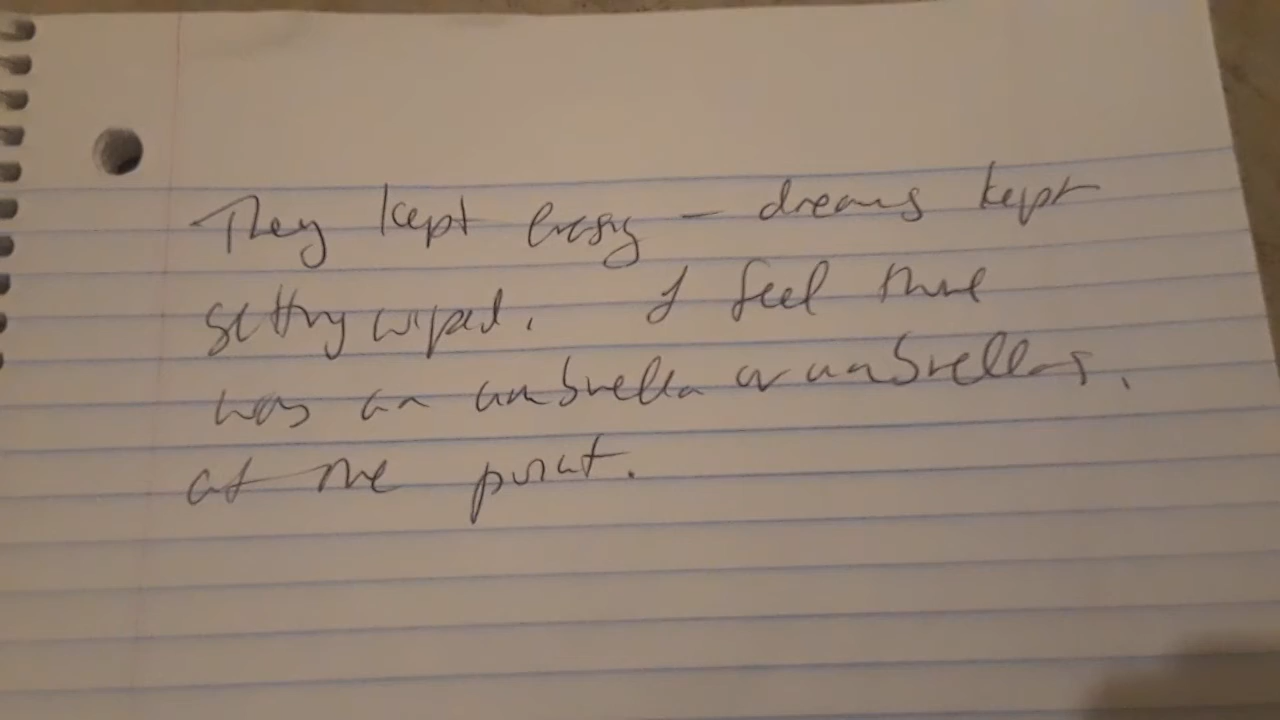 They kept erasing – dreams kept
getting wiped. I feel there
was an umbrella or umbrellas.
at one point.